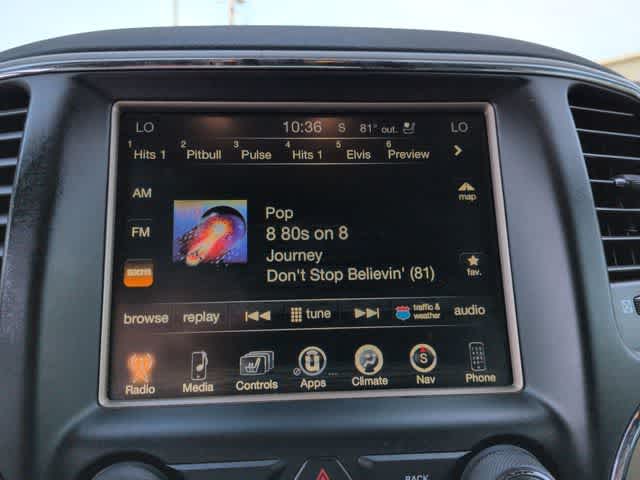 LO 10:36 S 81° out. LO
1 Hits 1 2 Pitbull 3 Pulse 4 Hits 1 5 Elvis 6 Preview
AM
map
FM
Pop
8 80s on 8
Journey
Don't Stop Believin' (81)
sxm
fav.
browse replay tune traffic & weather audio
Radio Media Controls Apps Climate S Nav Phone
BACK